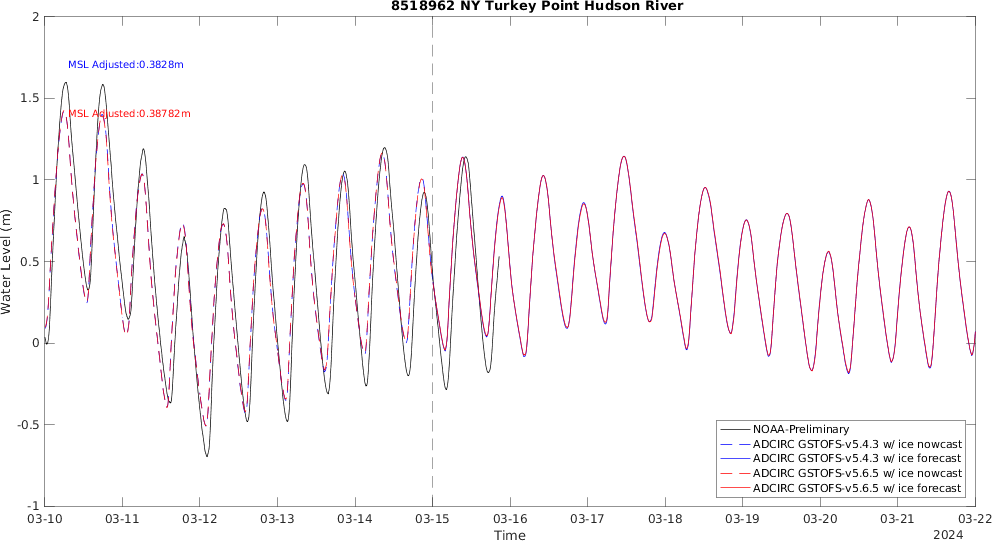 8518962 NY Turkey Point Hudson River
2
MSL Adjusted:0.3828m
1.5
MSL Adjusted:0.38782m
1
0.5
0
-0.5
-1
Water Level (m)
NOAA-Preliminary
ADCIRC GSTOFS-v5.4.3 w/ ice nowcast
ADCIRC GSTOFS-v5.4.3 w/ ice forecast
ADCIRC GSTOFS-v5.6.5 w/ ice nowcast
ADCIRC GSTOFS-v5.6.5 w/ ice forecast
03-10 03-11 03-12 03-13 03-14 03-15 03-16 03-17 03-18 03-19 03-20 03-21 03-22
Time
2024